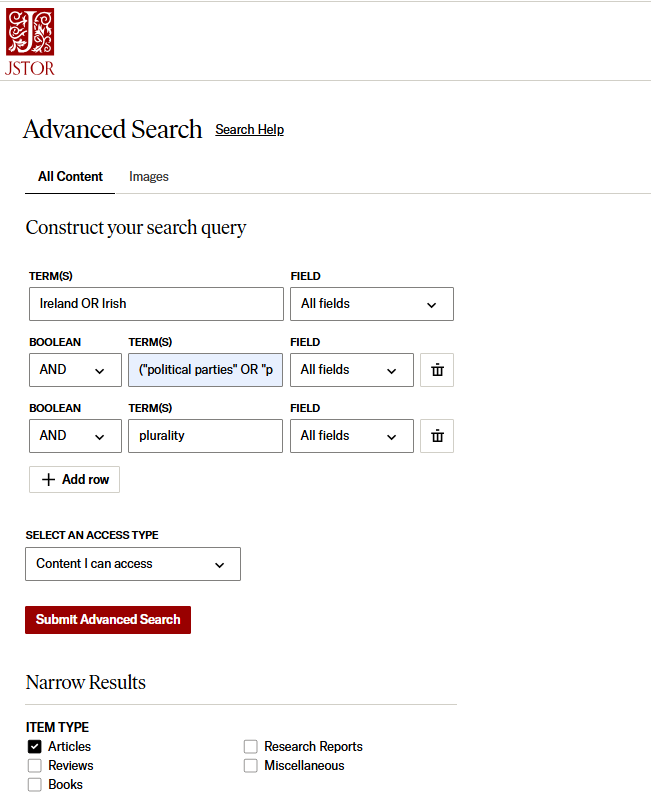 JSTOR
Advanced Search Search Help
All Content Images
Construct your search query
TERM(S) FIELD
Ireland OR Irish All fields
BOOLEAN TERM(S) FIELD
AND ("political parties" OR "p All fields
BOOLEAN TERM(S) FIELD
AND plurality All fields
+ Add row
SELECT AN ACCESS TYPE
Content I can access
Submit Advanced Search
Narrow Results
ITEM TYPE
Articles Research Reports
Reviews Miscellaneous
Books